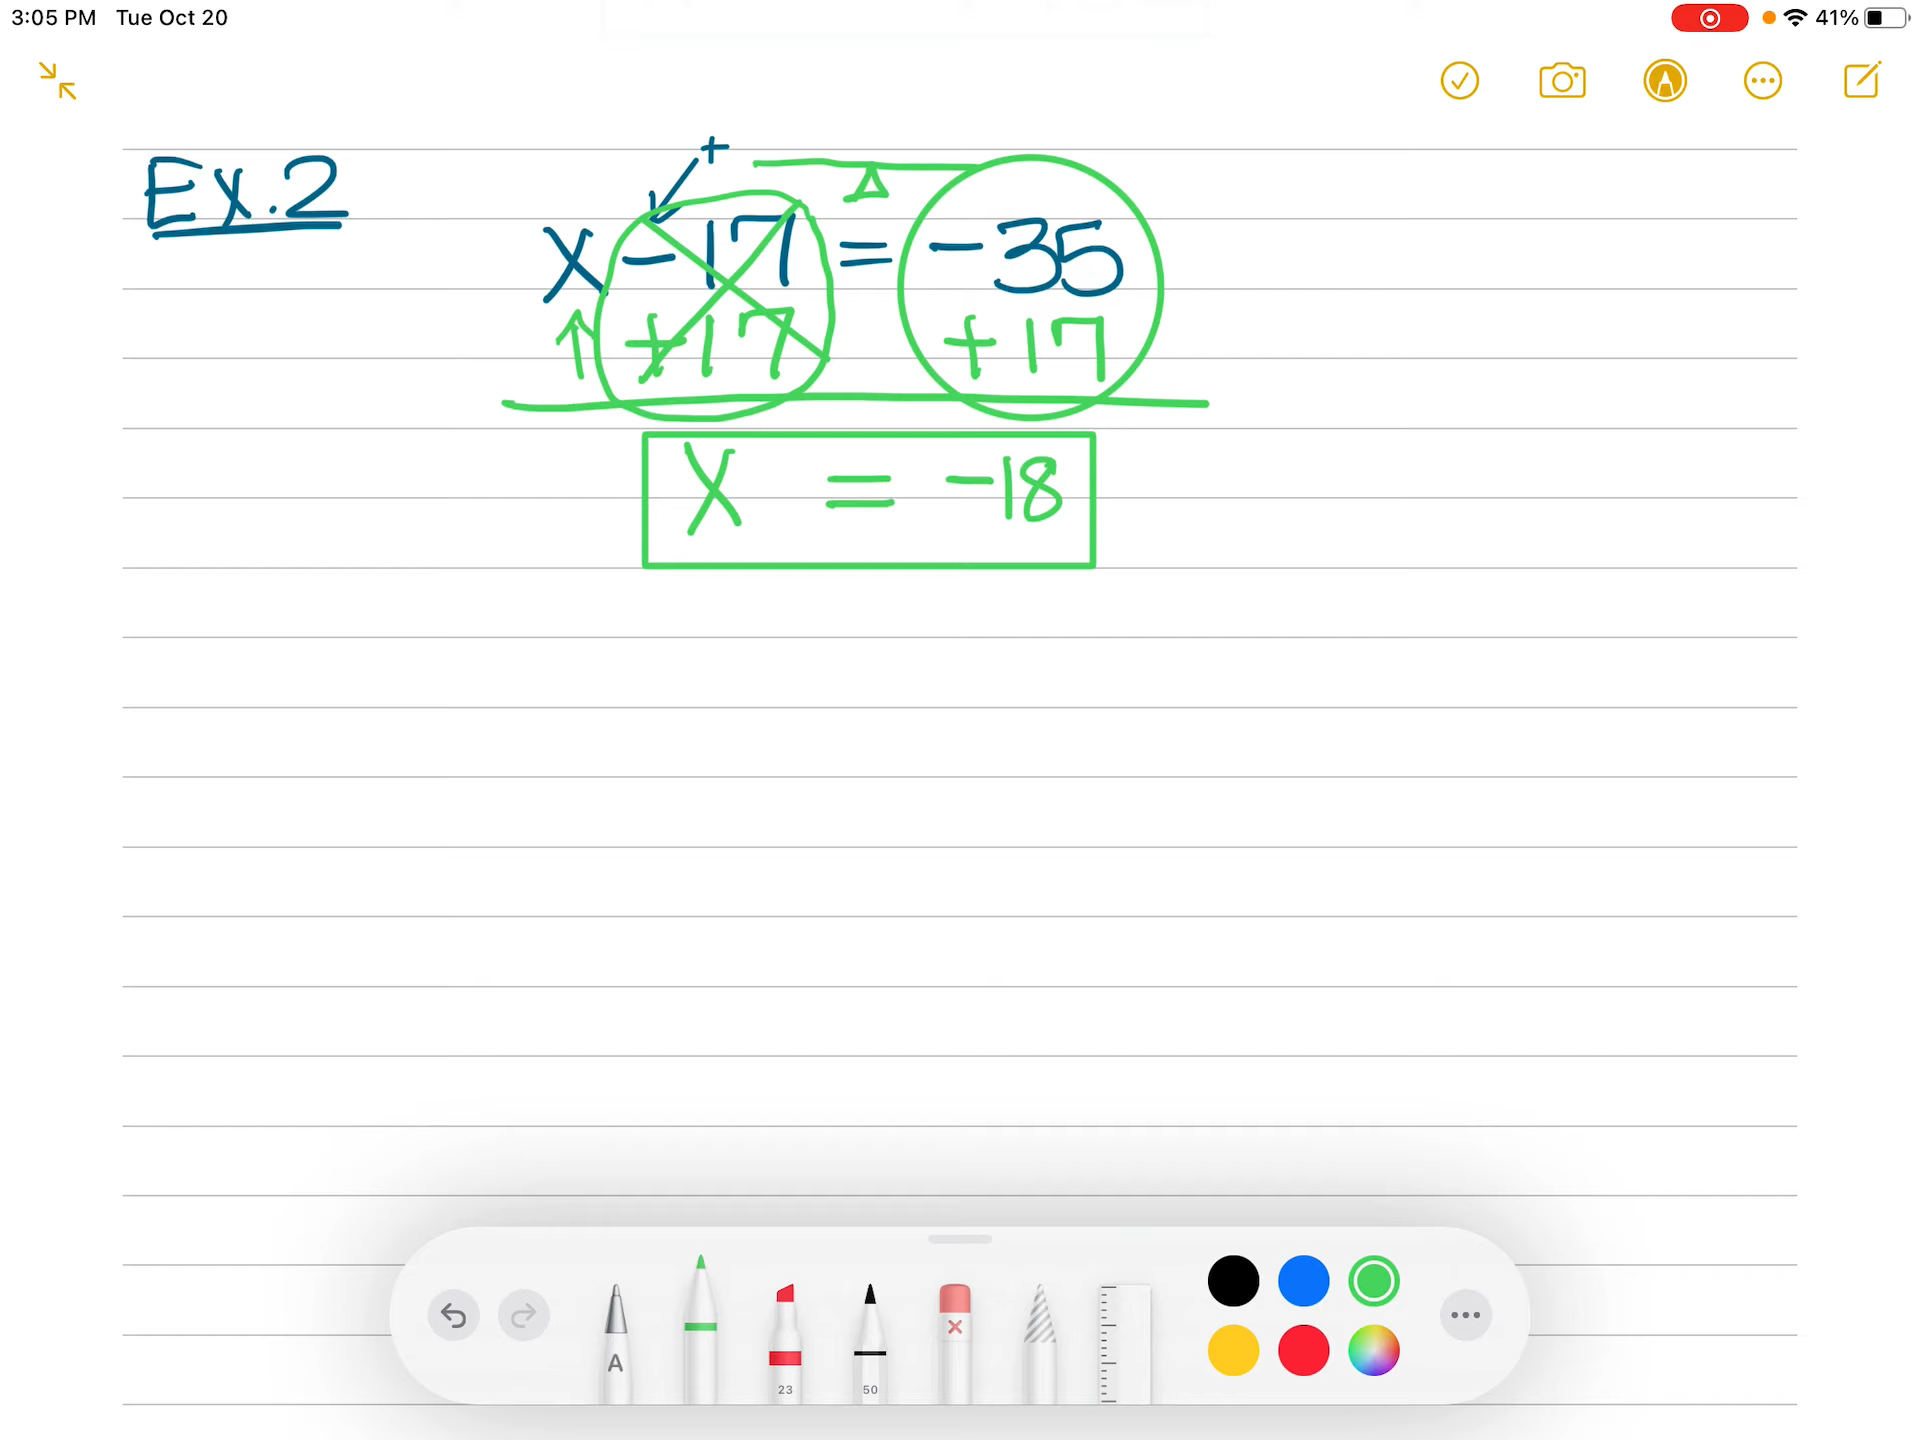 3:05 PM Tue Oct 20 41%
Ex.2
+
x -17 = -35
+17 +17
x = -18
A 23 50